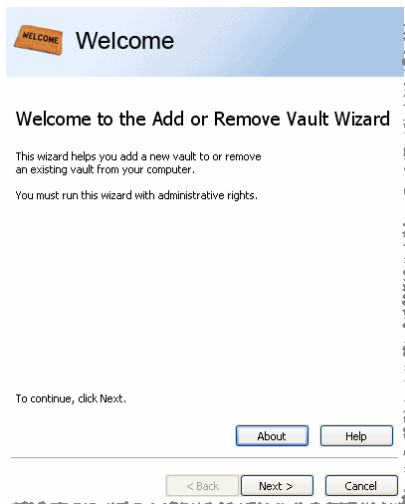 WELCOME
Welcome
Welcome to the Add or Remove Vault Wizard
This wizard helps you add a new vault to or remove
an existing vault from your computer.
You must run this wizard with administrative rights.
To continue, click Next.
About
Help
< Back
Next >
Cancel